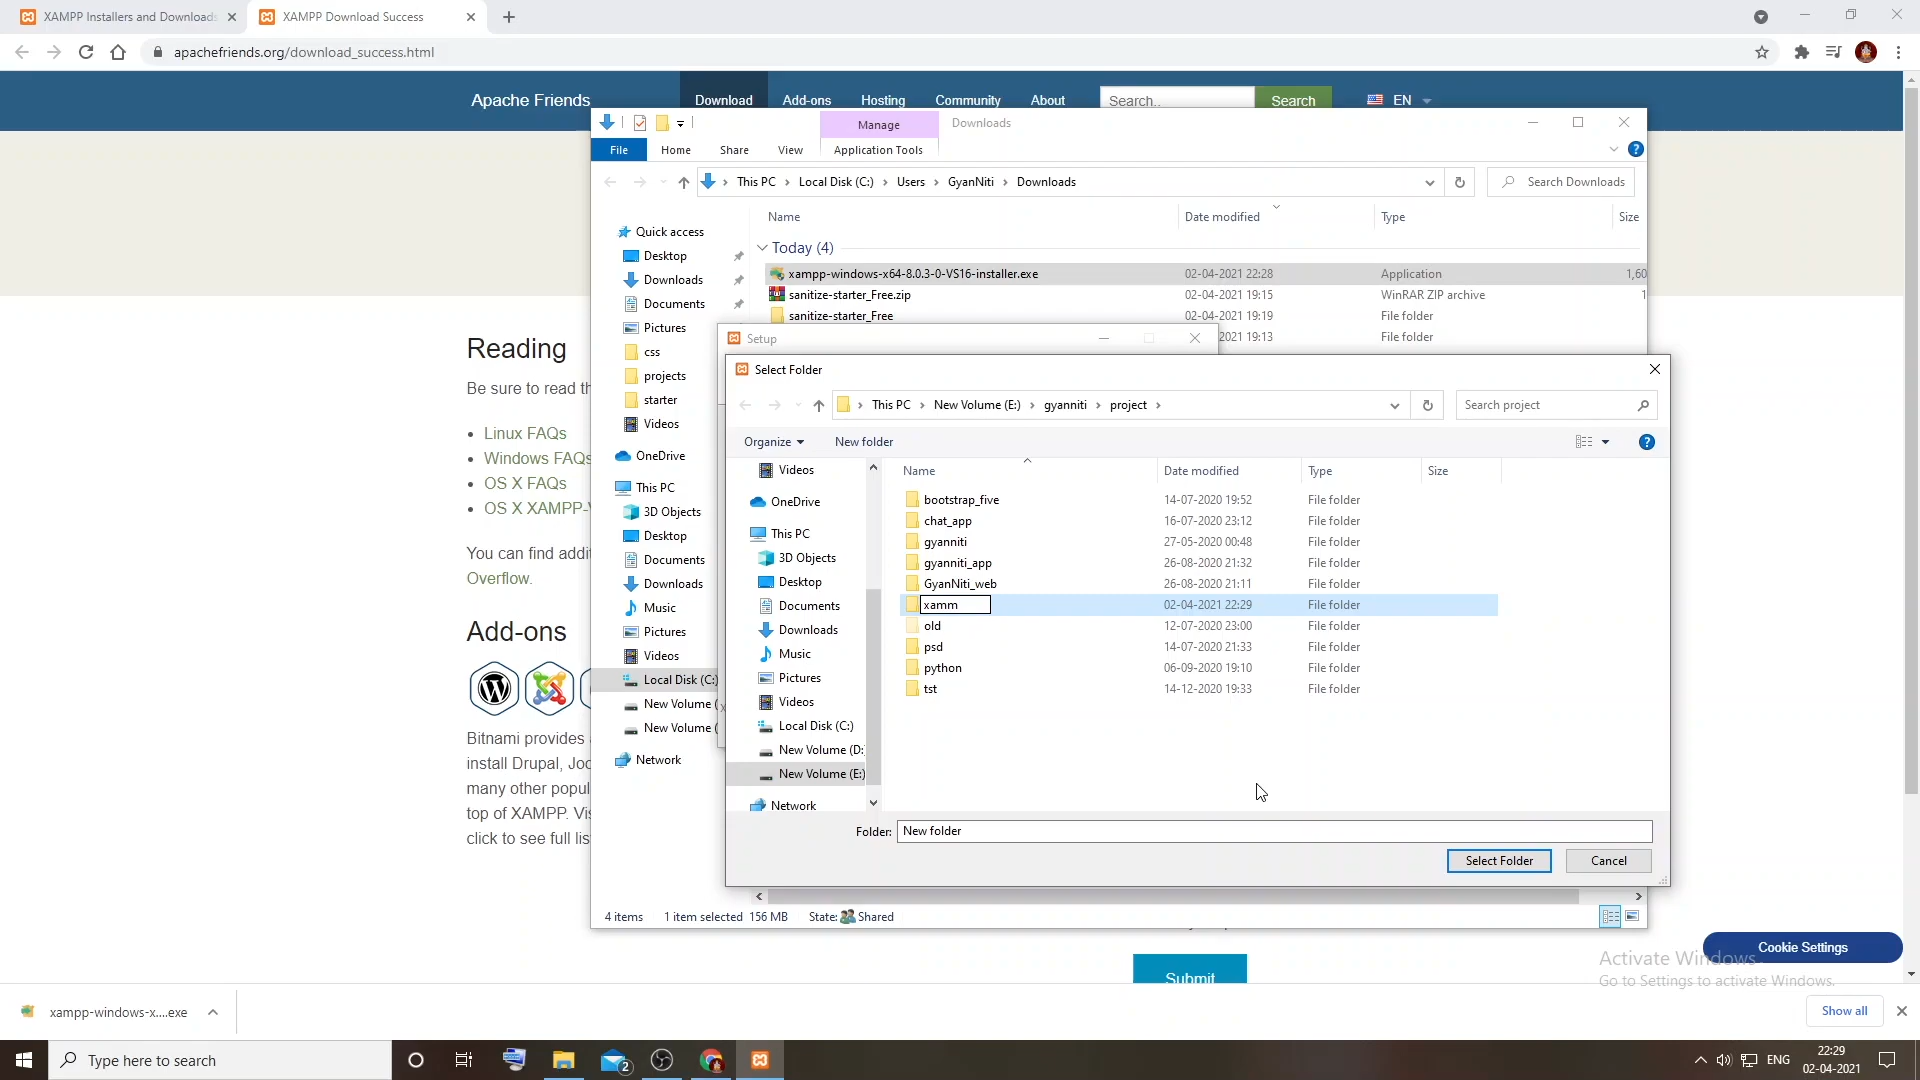 XAMPP Installers and Downloads
XAMPP Download Success
apachefriends.org/download_success.html
Apache Friends
Download
Add-ons
Hosting
Community
About
Search..
Search
EN
Manage
Downloads
File
Home
Share
View
Application Tools
This PC
Local Disk (C:)
Users
GyanNiti
Downloads
Search Downloads
Name
Date modified
Type
Size
Today (4)
xampp-windows-x64-8.0.3-0-VS16-installer.exe 02-04-2021 22:28 Application 1,60
sanitize-starter_Free.zip 02-04-2021 19:15 WinRAR ZIP archive 1
sanitize-starter_Free 02-04-2021 19:19 File folder
2021 19:13 File folder
Quick access
Desktop
Downloads
Documents
Pictures
css
projects
starter
Videos
OneDrive
This PC
3D Objects
Desktop
Documents
Downloads
Music
Pictures
Videos
Local Disk (C:)
New Volume (
New Volume (
Network
Reading
Be sure to read th
Linux FAQs
Windows FAQs
OS X FAQs
OS X XAMPP-V
You can find addi
Overflow.
Add-ons
Bitnami provides
install Drupal, Joo
many other popul
top of XAMPP. Vis
click to see full lis
Setup
Select Folder
This PC
New Volume (E:)
gyanniti
project
Search project
Organize
New folder
Videos
OneDrive
This PC
3D Objects
Desktop
Documents
Downloads
Music
Pictures
Videos
Local Disk (C:)
New Volume (D:
New Volume (E:)
Network
Name Date modified Type Size
bootstrap_five 14-07-2020 19:52 File folder
chat_app 16-07-2020 23:12 File folder
gyanniti 27-05-2020 00:48 File folder
gyanniti_app 26-08-2020 21:32 File folder
GyanNiti_web 26-08-2020 21:11 File folder
xamm 02-04-2021 22:29 File folder
old 12-07-2020 23:00 File folder
psd 14-07-2020 21:33 File folder
python 06-09-2020 19:10 File folder
tst 14-12-2020 19:33 File folder
Folder: New folder
Select Folder
Cancel
4 items 1 item selected 156 MB State: Shared
Submit
Cookie Settings
Activate Windows
Go to Settings to activate Windows.
xampp-windows-x....exe
Show all
Type here to search
2
ENG
22:29
02-04-2021